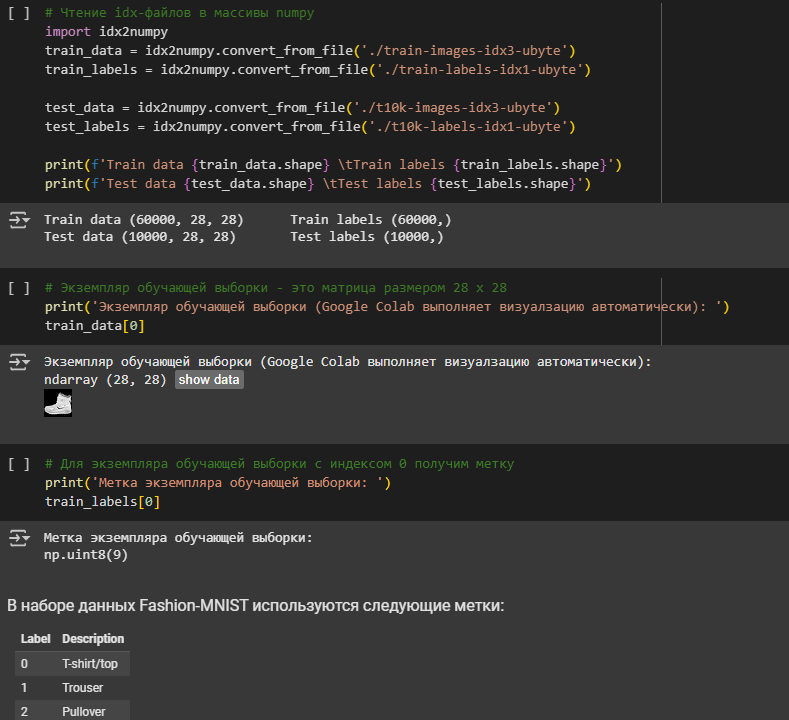 [ ] # Чтение idx-файлов в массивы numpy
import idx2numpy
train_data = idx2numpy.convert_from_file('./train-images-idx3-ubyte')
train_labels = idx2numpy.convert_from_file('./train-labels-idx1-ubyte')
test_data = idx2numpy.convert_from_file('./t10k-images-idx3-ubyte')
test_labels = idx2numpy.convert_from_file('./t10k-labels-idx1-ubyte')
print(f'Train data {train_data.shape} \tTrain labels {train_labels.shape}')
print(f'Test data {test_data.shape} \tTest labels {test_labels.shape}')
Train data (60000, 28, 28) Train labels (60000,)
Test data (10000, 28, 28) Test labels (10000,)
[ ] # Экземпляр обучающей выборки - это матрица размером 28 x 28
print('Экземпляр обучающей выборки (Google Colab выполняет визуалзацию автоматически): ')
train_data[0]
Экземпляр обучающей выборки (Google Colab выполняет визуалзацию автоматически):
ndarray (28, 28) show data
[ ] # Для экземпляра обучающей выборки с индексом 0 получим метку
print('Метка экземпляра обучающей выборки: ')
train_labels[0]
Метка экземпляра обучающей выборки:
np.uint8(9)
В наборе данных Fashion-MNIST используются следующие метки:
Label Description
0 T-shirt/top
1 Trouser
2 Pullover